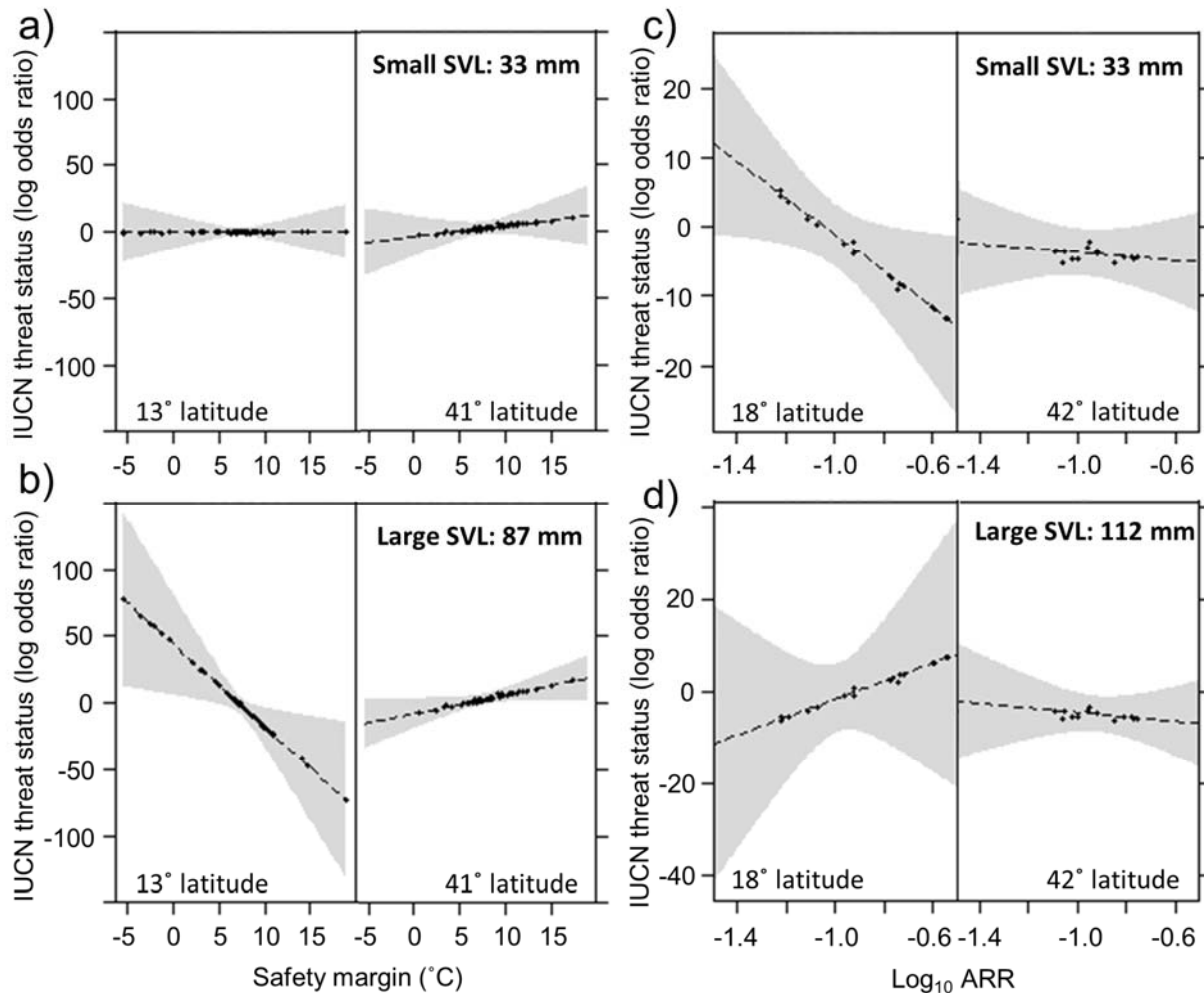 a)
IUCN threat status (log odds ratio)
100
50
0
-50
-100
Small SVL: 33 mm
13˚ latitude
41˚ latitude
-5 0 5 10 15 -5 0 5 10 15
b)
IUCN threat status (log odds ratio)
100
50
0
-50
-100
Large SVL: 87 mm
13˚ latitude
41˚ latitude
-5 0 5 10 15 -5 0 5 10 15
Safety margin (˚C)
c)
IUCN threat status (log odds ratio)
20
10
0
-10
-20
Small SVL: 33 mm
18˚ latitude
42˚ latitude
-1.4 -1.0 -0.6 -1.4 -1.0 -0.6
d)
IUCN threat status (log odds ratio)
20
0
-20
-40
Large SVL: 112 mm
18˚ latitude
42˚ latitude
-1.4 -1.0 -0.6 -1.4 -1.0 -0.6
Log₁₀ ARR